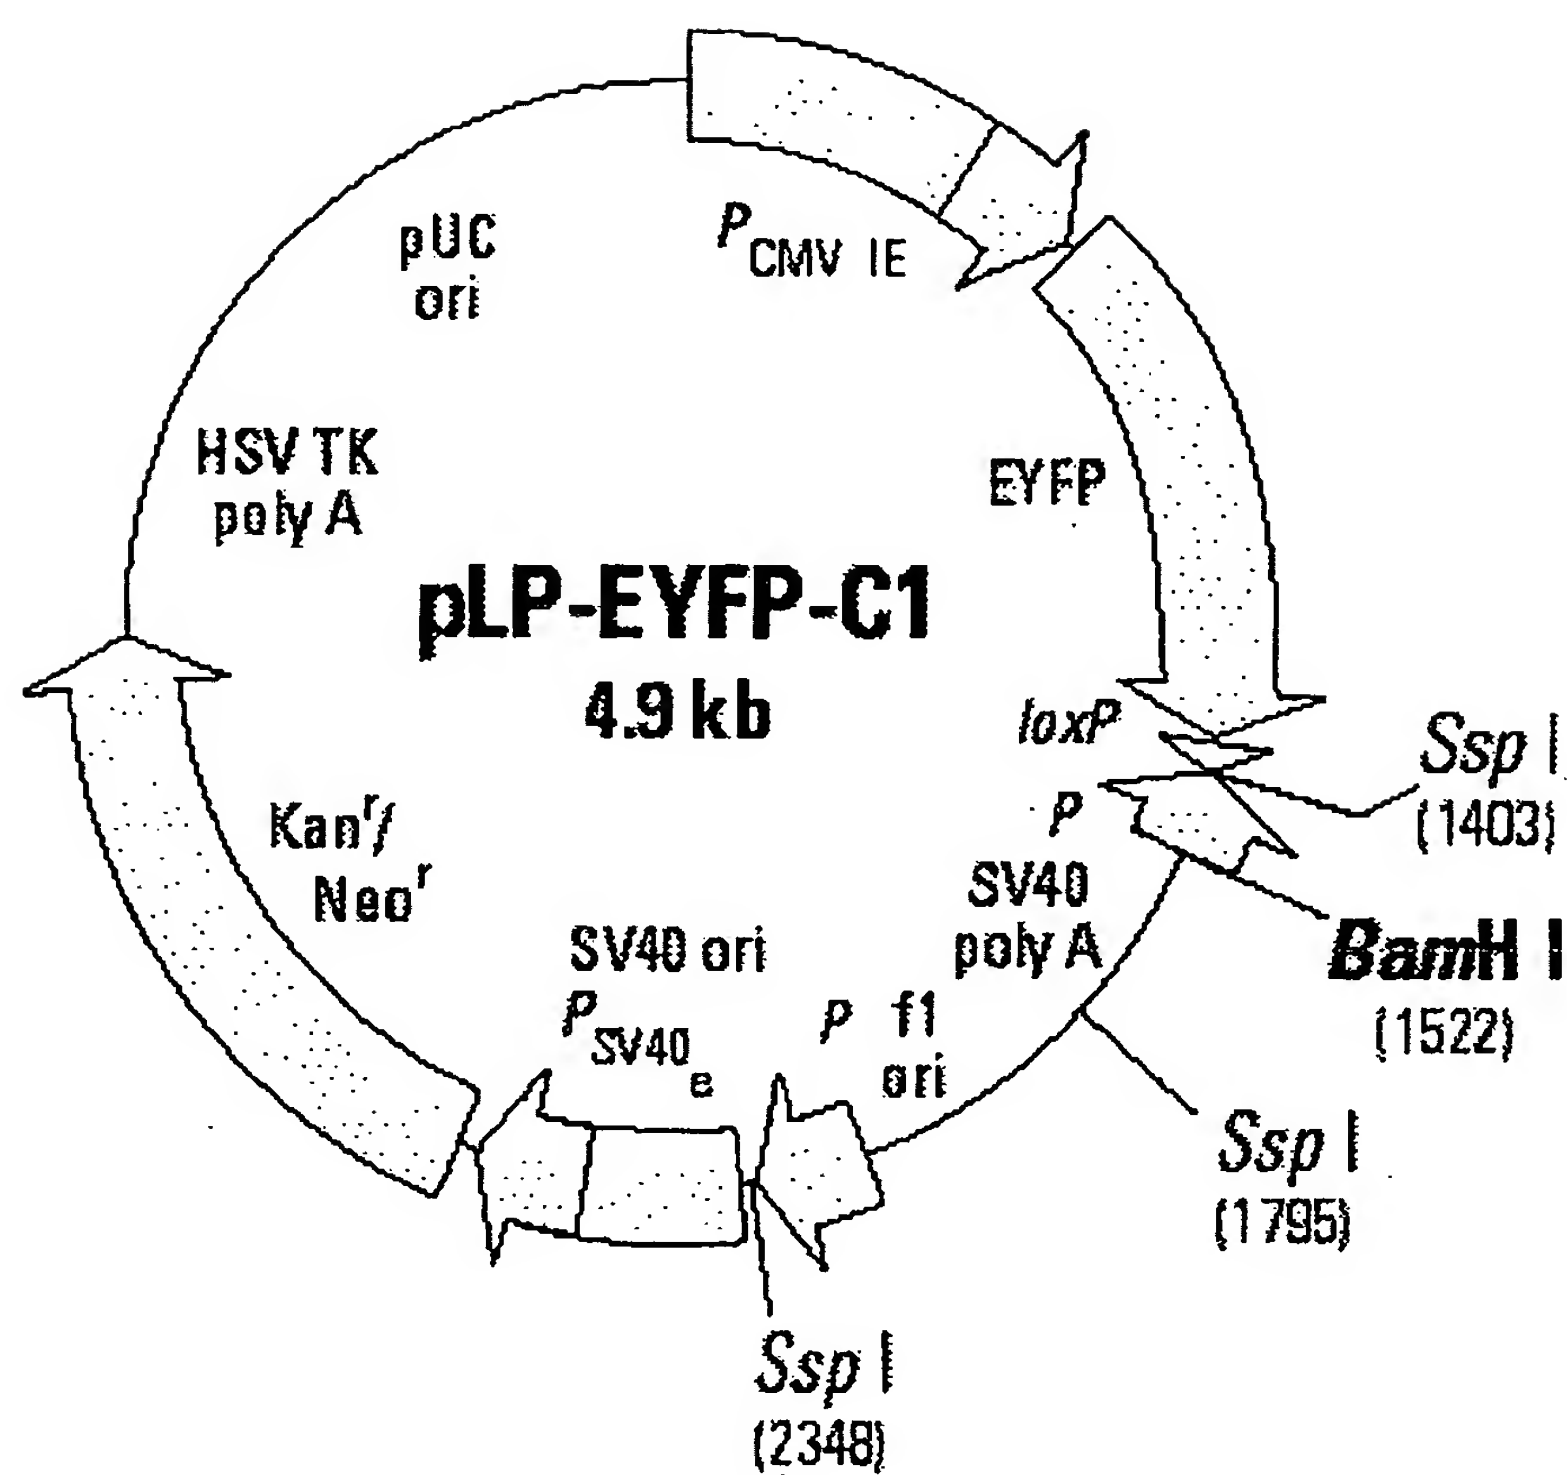 pUC
ori
P CMV IE
HSV TK
poly A
EYFP
pLP-EYFP-C1
4.9 kb
loxP
Ssp I
(1403)
P
SV40
poly A
BamH I
(1522)
Kanʳ/
Neoʳ
SV40 ori
P SV40 e
P f1
ori
Ssp I
(1795)
Ssp I
(2348)